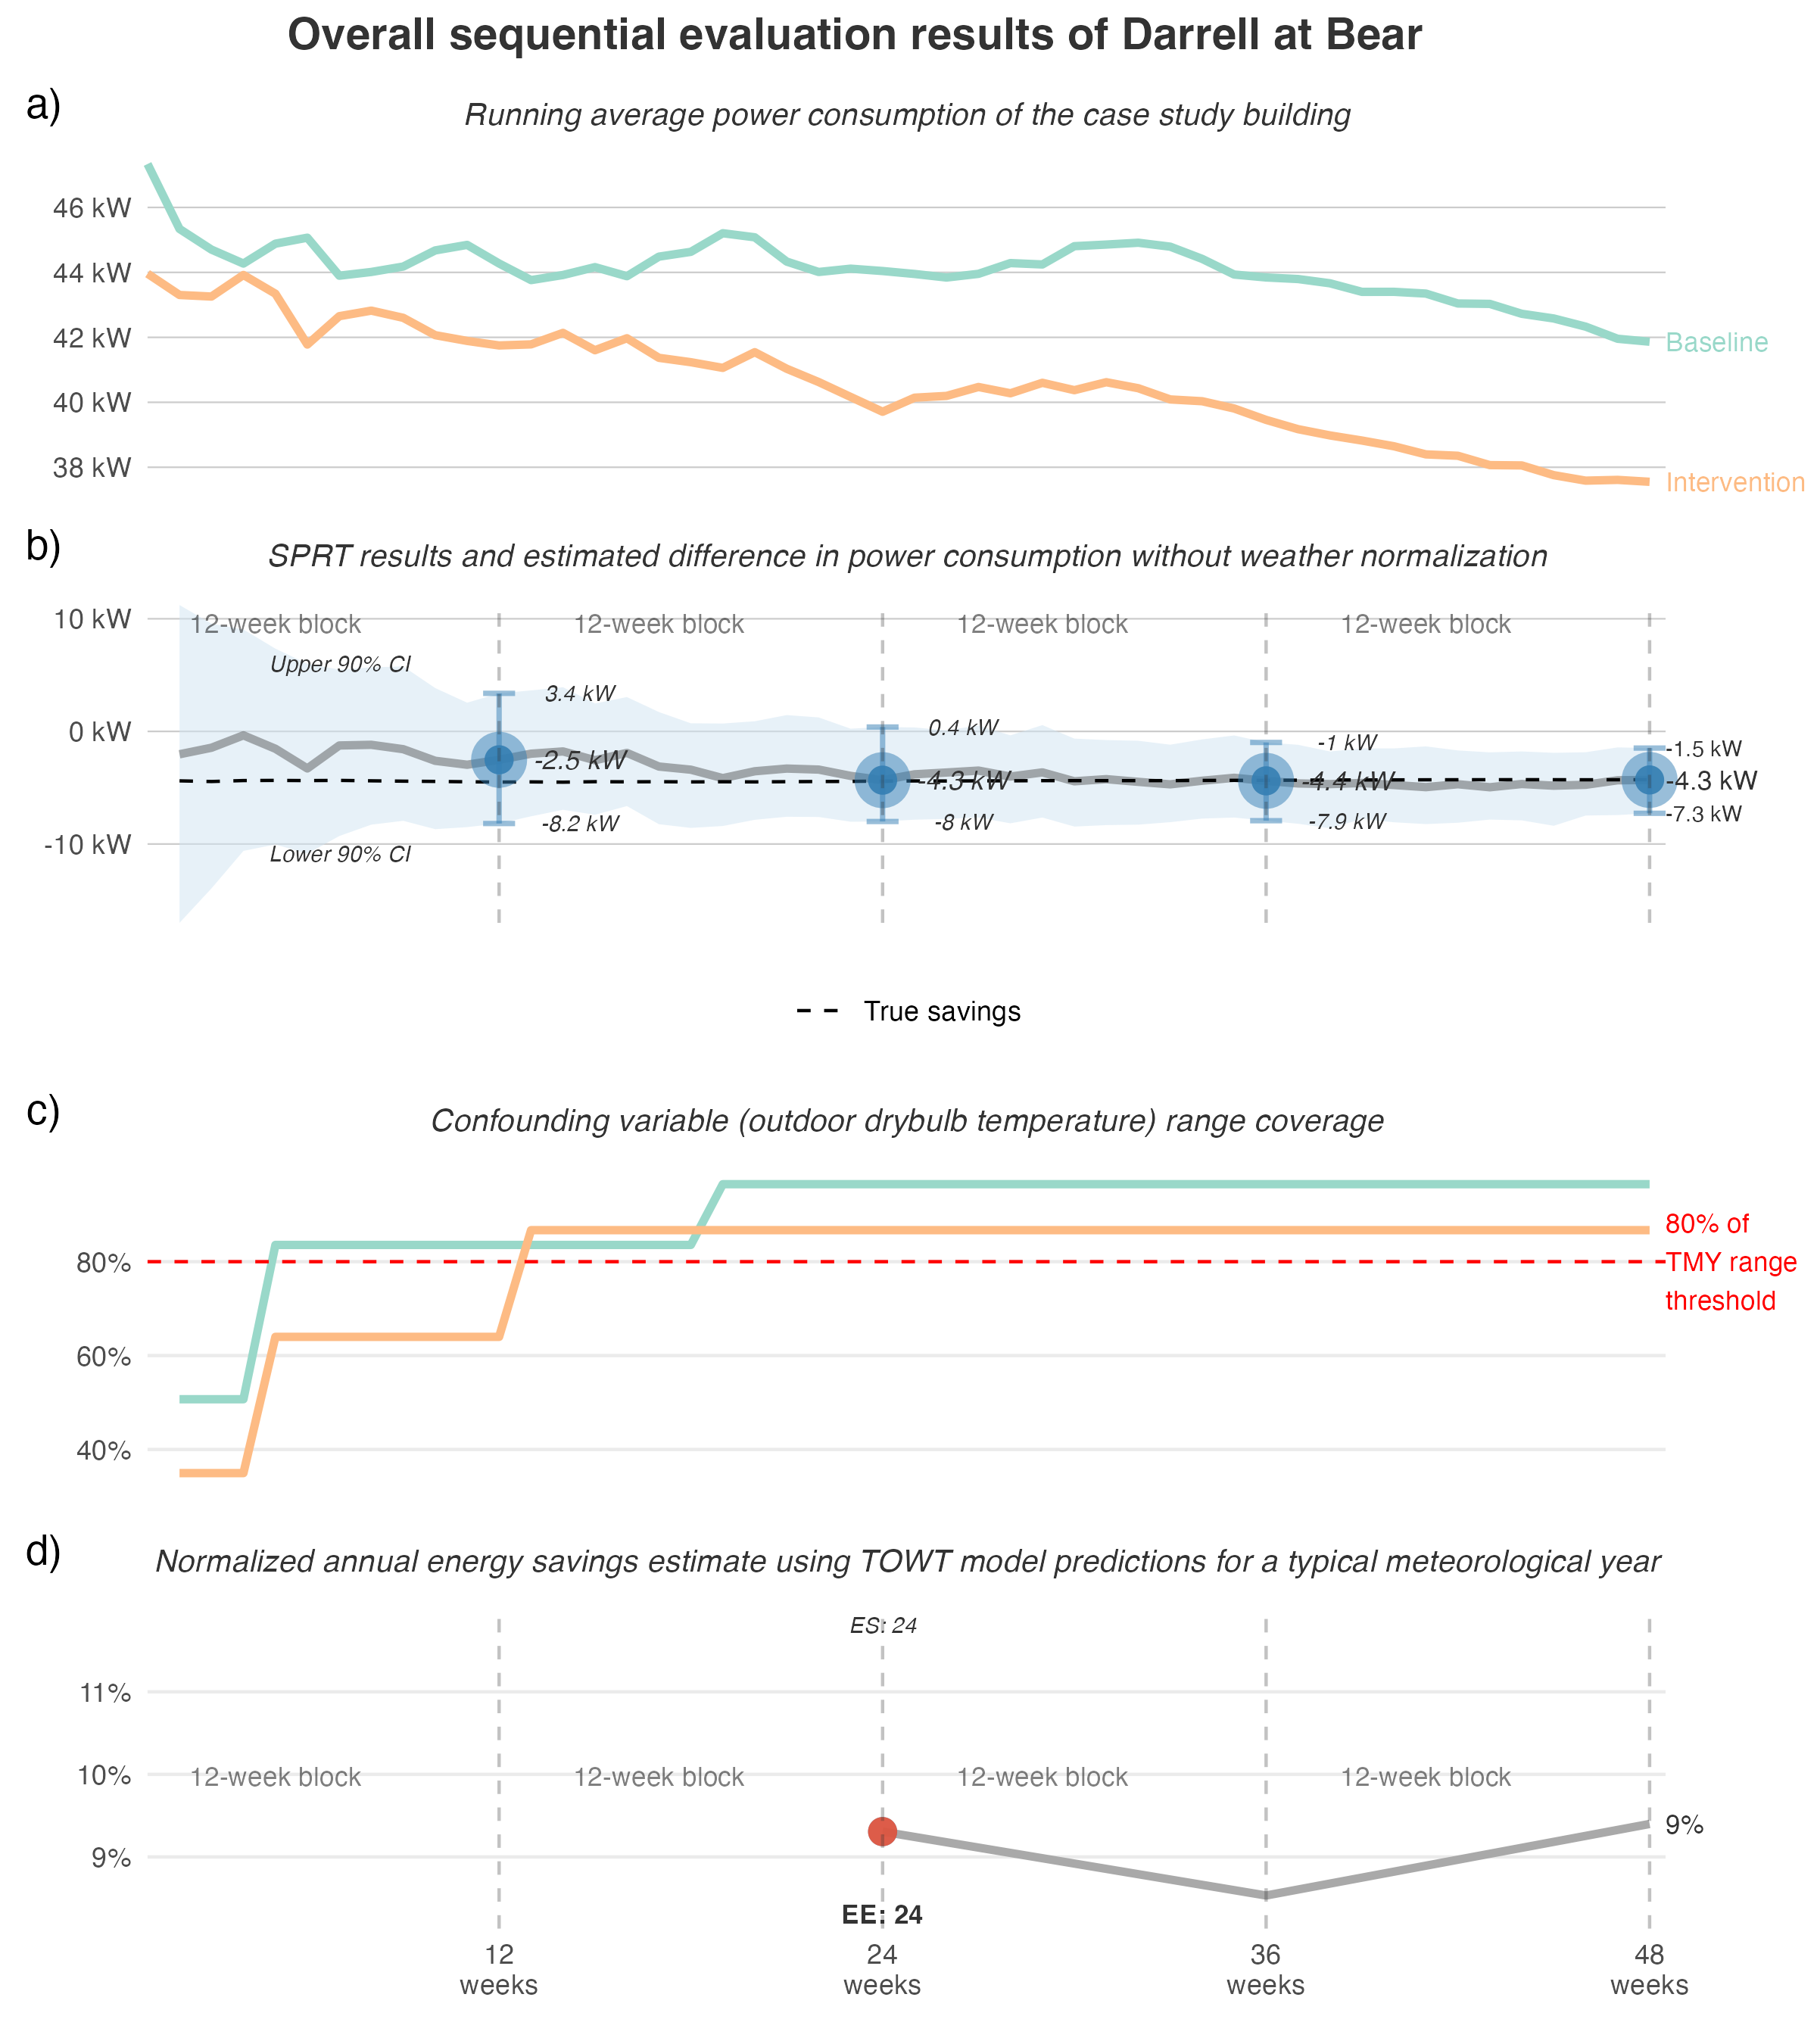 Overall sequential evaluation results of Darrell at Bear
a)
Running average power consumption of the case study building
46 kW
44 kW
42 kW
40 kW
38 kW
Baseline
Intervention
b)
SPRT results and estimated difference in power consumption without weather normalization
10 kW
0 kW
-10 kW
12-week block
12-week block
12-week block
12-week block
Upper 90% CI
Lower 90% CI
3.4 kW
-2.5 kW
-8.2 kW
0.4 kW
-4.3 kW
-8 kW
-1 kW
-4.4 kW
-7.9 kW
-1.5 kW
-4.3 kW
-7.3 kW
True savings
c)
Confounding variable (outdoor drybulb temperature) range coverage
80%
60%
40%
80% of
TMY range
threshold
d)
Normalized annual energy savings estimate using TOWT model predictions for a typical meteorological year
ES: 24
11%
10%
9%
12-week block
12-week block
12-week block
12-week block
9%
EE: 24
12
weeks
24
weeks
36
weeks
48
weeks